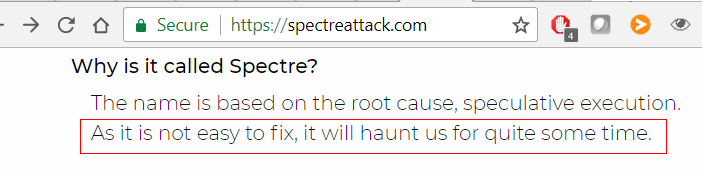 Secure https://spectreattack.com
4
Why is it called Spectre?
The name is based on the root cause, speculative execution.
As it is not easy to fix, it will haunt us for quite some time.